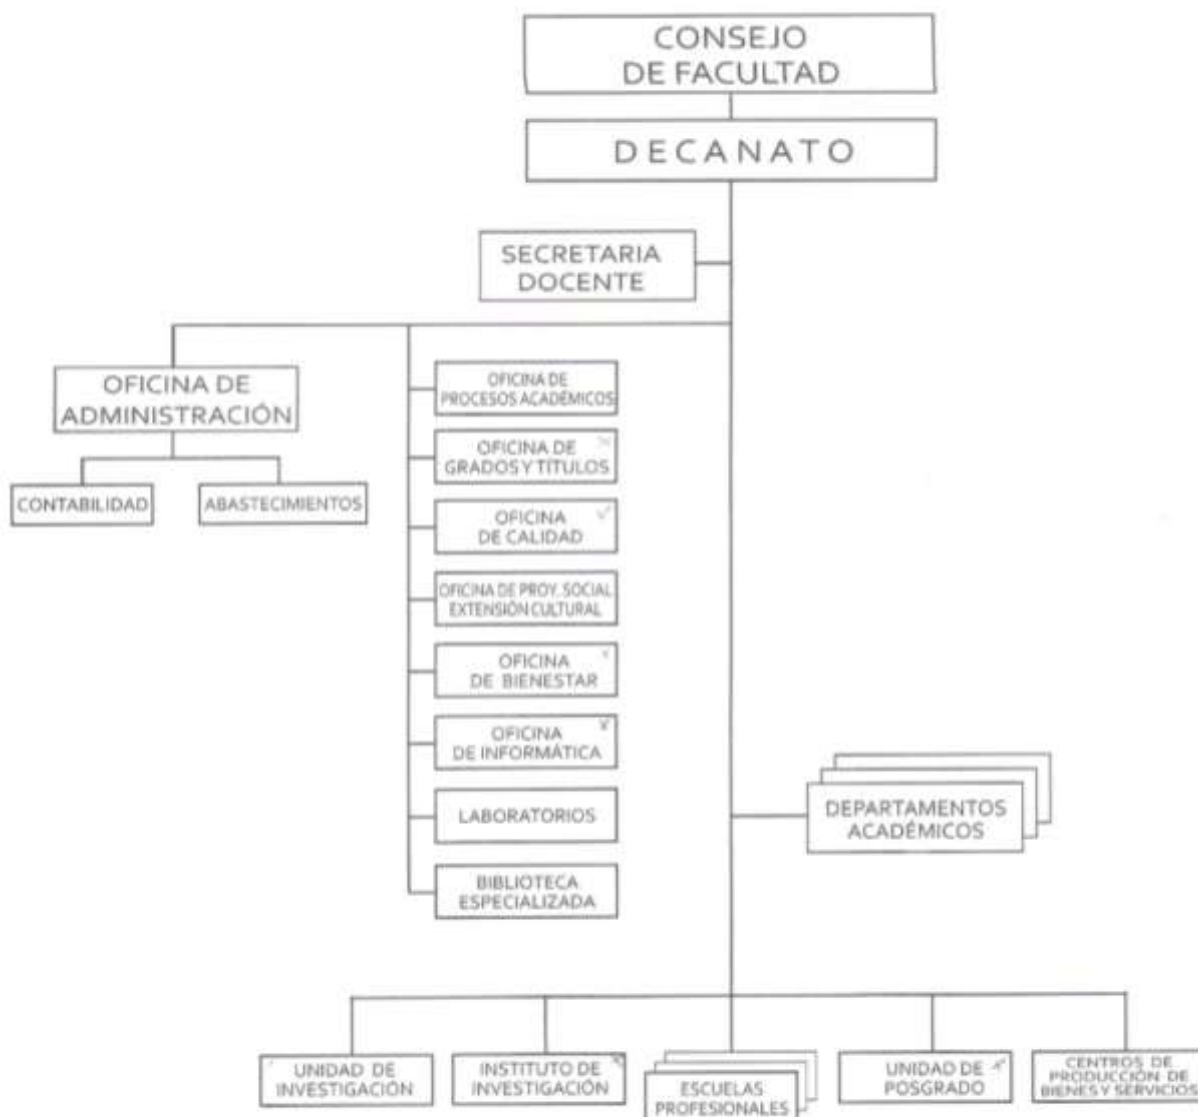 CONSEJO
DE FACULTAD
DECANATO
SECRETARIA
DOCENTE
OFICINA DE
ADMINISTRACIÓN
CONTABILIDAD
ABASTECIMIENTOS
OFICINA DE
PROCESOS ACADÉMICOS
OFICINA DE
GRADOS Y TÍTULOS
OFICINA
DE CALIDAD
OFICINA DE PROY. SOCIAL
EXTENSIÓN CULTURAL
OFICINA
DE BIENESTAR
OFICINA
DE INFORMÁTICA
LABORATORIOS
BIBLIOTECA
ESPECIALIZADA
DEPARTAMENTOS
ACADÉMICOS
UNIDAD DE
INVESTIGACIÓN
INSTITUTO DE
INVESTIGACIÓN
ESCUELAS
PROFESIONALES
UNIDAD DE
POSGRADO
CENTROS DE
PRODUCCIÓN DE
BIENES Y SERVICIOS